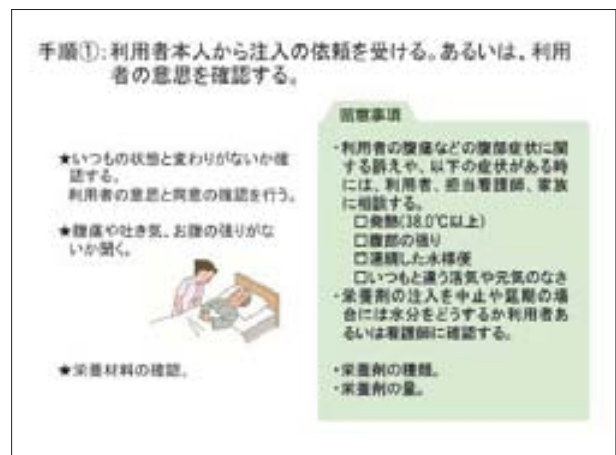 手順①:利用者本人から注入の依頼を受ける。あるいは、利用
者の意思を確認する。
★いつもの状態と変わりがないか確
認する。
利用者の意思と同意の確認を行う。
★腹痛や吐き気、お腹の張りがな
いか聞く。
★栄養材料の確認。
留意事項
・利用者の腹痛などの腹部症状に関
する訴えや、以下の症状がある時
には、利用者、担当看護師、家族
に相談する。
□発熱(38.0℃以上)
□腹部の張り
□連続した水様便
□いつもと違う活気や元気のなさ
・栄養剤の注入を中止や延期の場
合には水分をどうするか利用者あ
るいは看護師に確認する。
・栄養剤の種類。
・栄養剤の量。